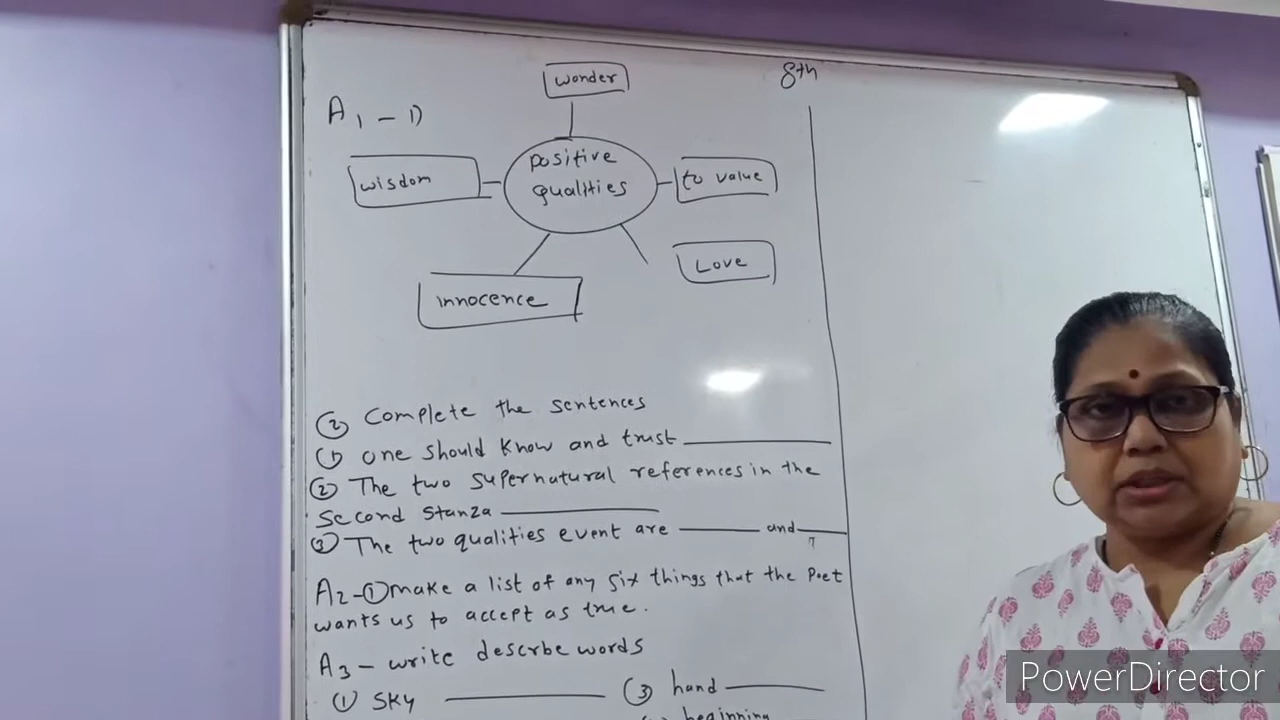 wonder
8th
A1 - 1)
positive
qualities
wisdom
to value
Love
innocence
② Complete the sentences
① one should know and trust
② The two supernatural references in the
second stanza
③ The two qualities event are and
A2-① make a list of any six things that the poet
wants us to accept as true.
A3 - write descrbe words
① sky ③ hand
beginning
PowerDirector